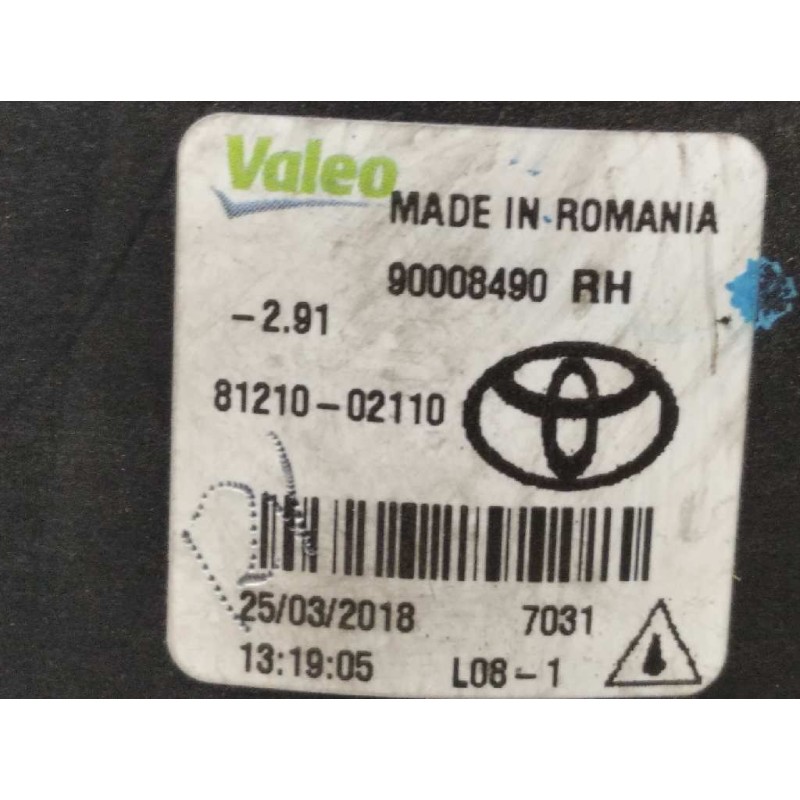 Valeo
MADE IN ROMANIA
90008490 RH
-2.91
81210-02110
25/03/2018 7031
13:19:05 L08-1